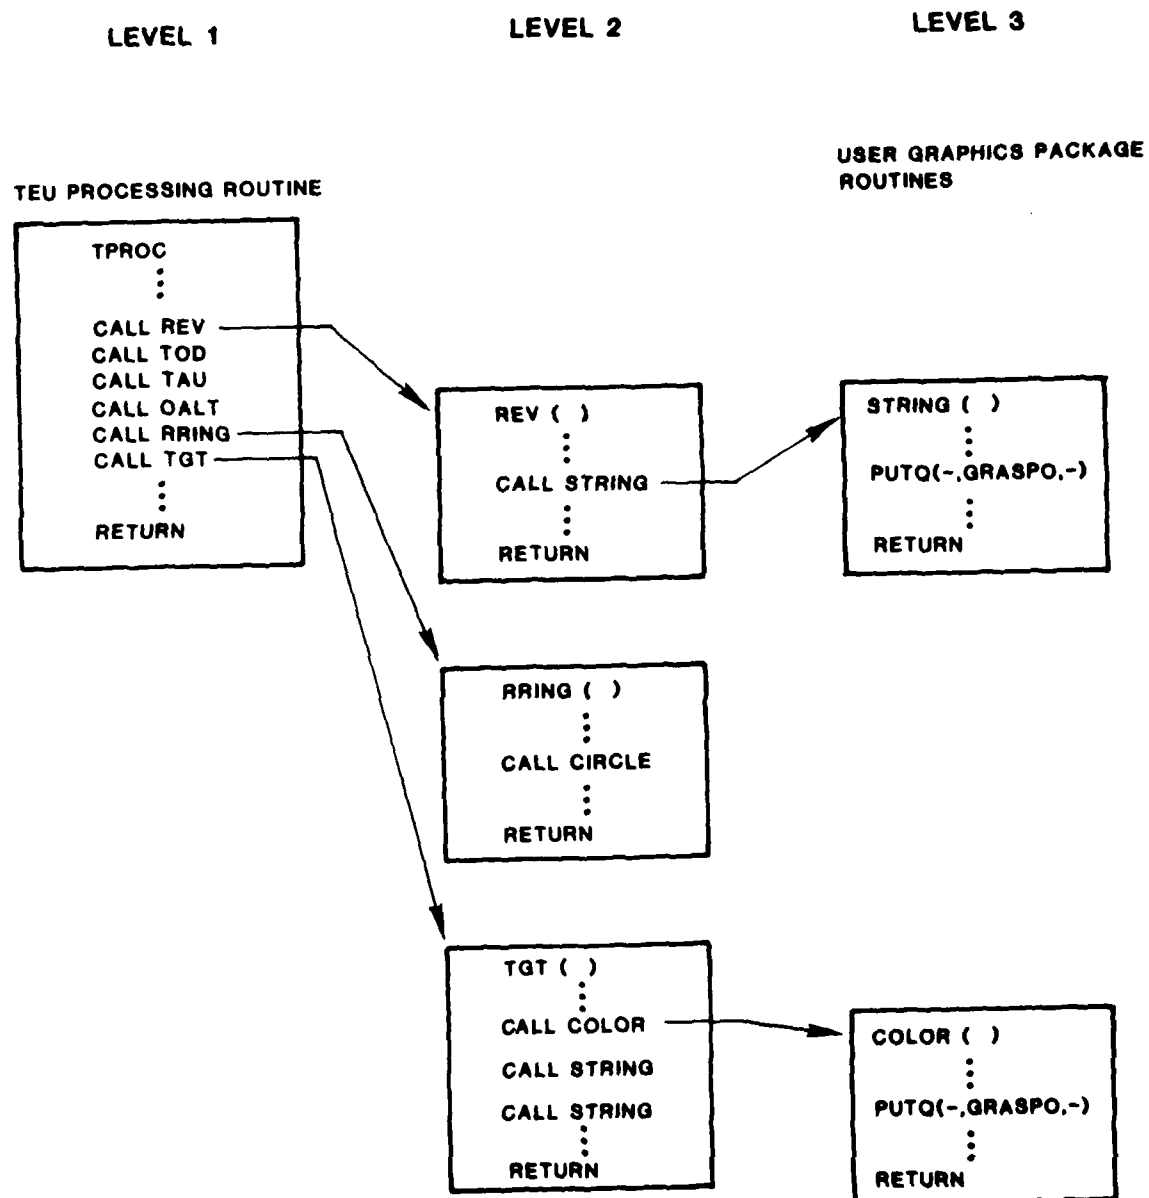 LEVEL 1
LEVEL 2
LEVEL 3
USER GRAPHICS PACKAGE
ROUTINES
TEU PROCESSING ROUTINE
TPROC
CALL REV
CALL TOD
CALL TAU
CALL OALT
CALL RRING
CALL TGT
RETURN
REV ( )
CALL STRING
RETURN
STRING ( )
PUTQ(-,GRASPO,-)
RETURN
RRING ( )
CALL CIRCLE
RETURN
TGT ( )
CALL COLOR
CALL STRING
CALL STRING
RETURN
COLOR ( )
PUTQ(-,GRASPO,-)
RETURN